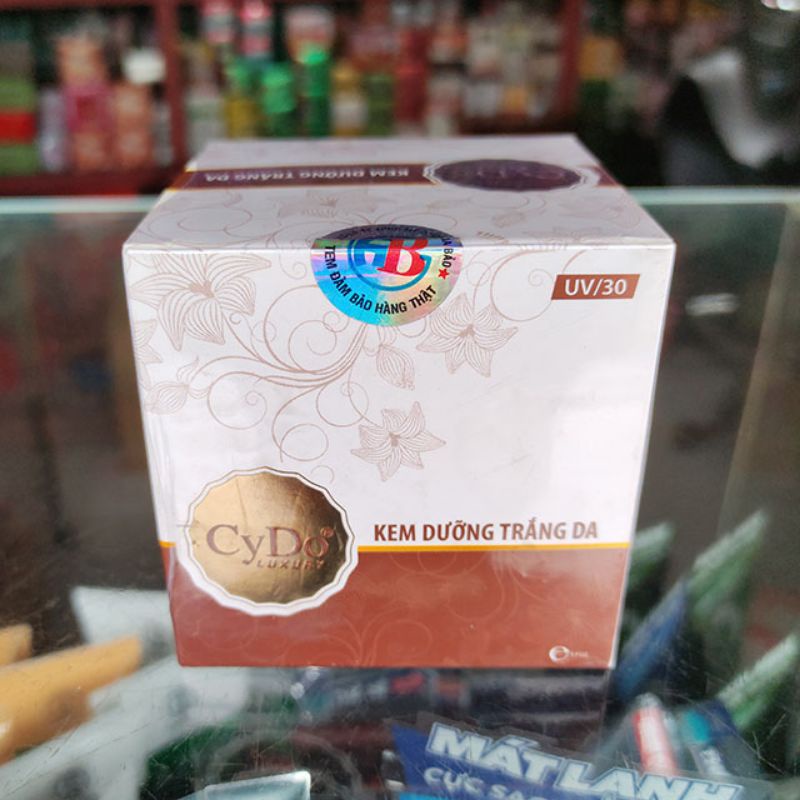 KEM DƯỠNG TRẮNG DA
TEM ĐẢM BẢO HÀNG THẬT
UV/30
CyDo®
LUXURY
KEM DƯỠNG TRẮNG DA
MÁT LẠNH